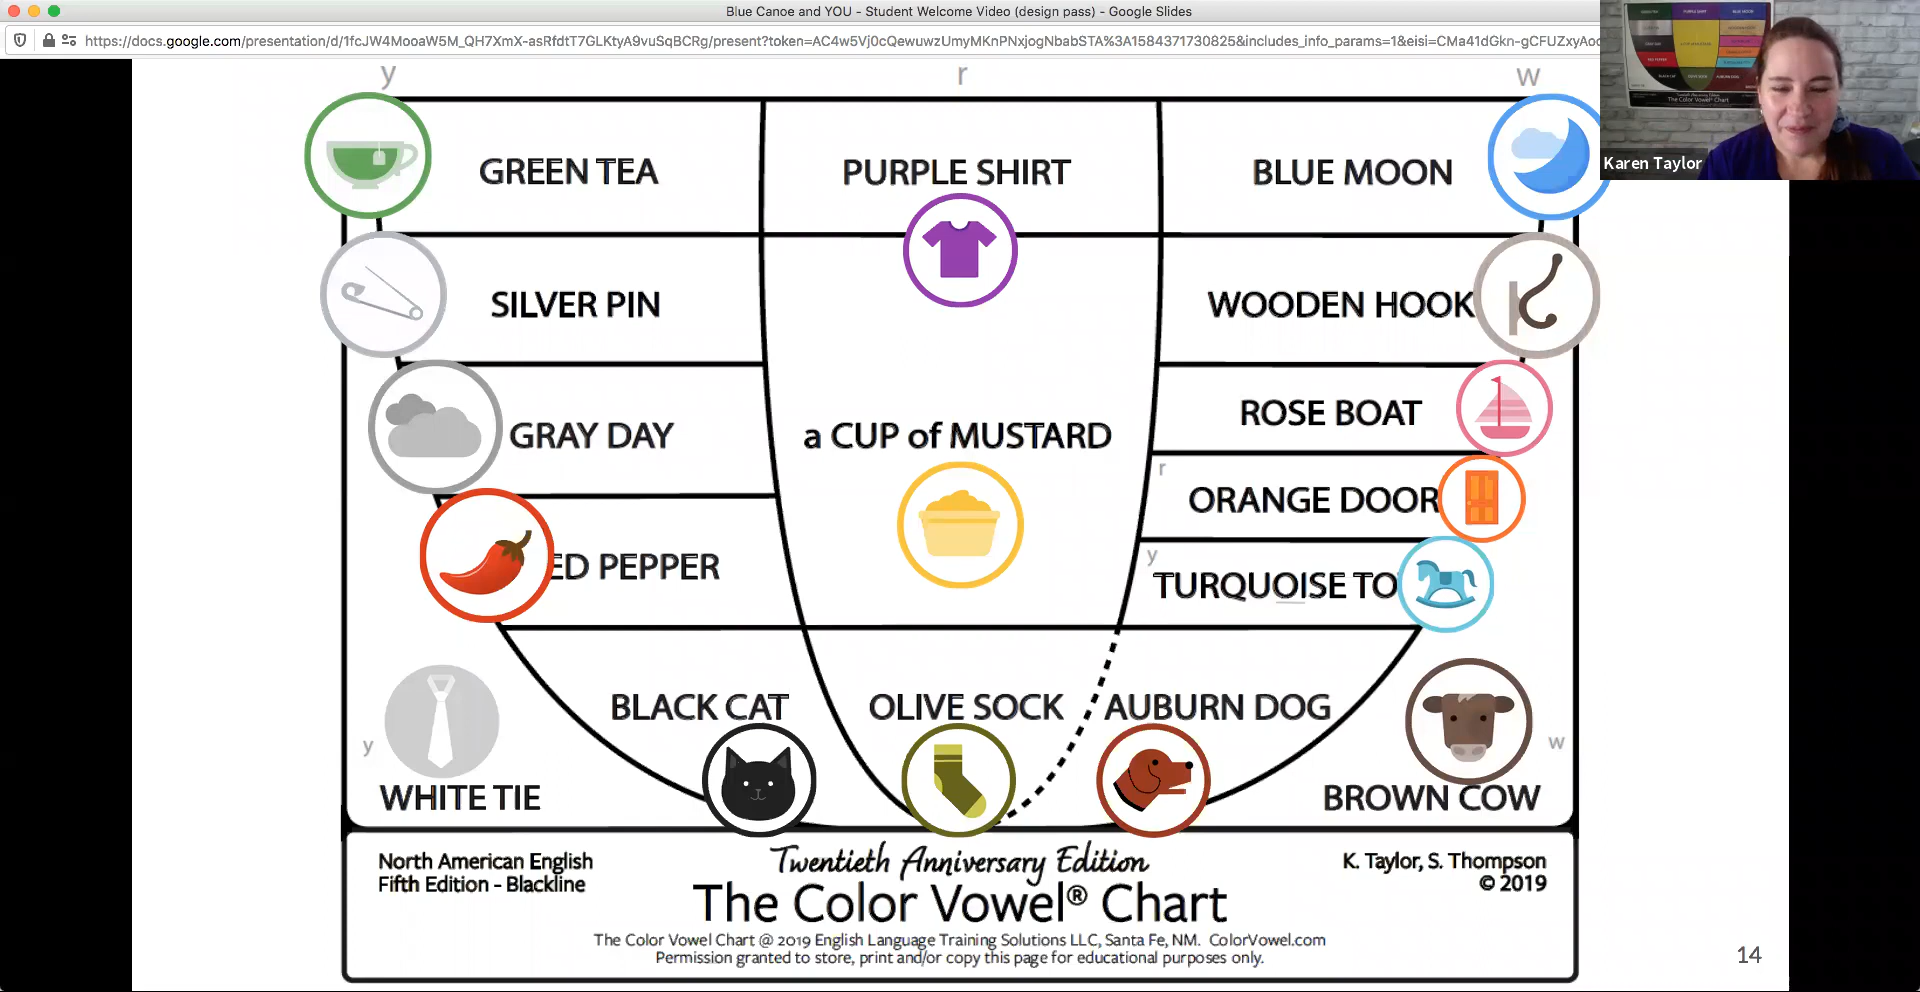 Blue Canoe and YOU - Student Welcome Video (design pass) - Google Slides
https://docs.google.com/presentation/d/1fcJW4MooaW5M_QH7XmX-asRfdtT7GLKtyA9vuSqBCRg/present?token=AC4w5Vj0cQewuwzUmyMKnPNxjogNbabSTA%3A1584371730825&includes_info_params=1&eisi=CMa41dGkn-gCFUZxyAod
Karen Taylor
y r w
GREEN TEA PURPLE SHIRT BLUE MOON
SILVER PIN WOODEN HOOK
ROSE BOAT
GRAY DAY a CUP of MUSTARD
r
ORANGE DOOR
y
ED PEPPER TURQUOISE TO
BLACK CAT OLIVE SOCK AUBURN DOG
y w
WHITE TIE BROWN COW
Twentieth Anniversary Edition
North American English K. Taylor, S. Thompson
Fifth Edition - Blackline © 2019
The Color Vowel® Chart
The Color Vowel Chart @ 2019 English Language Training Solutions LLC, Santa Fe, NM. ColorVowel.com
Permission granted to store, print and/or copy this page for educational purposes only.
14